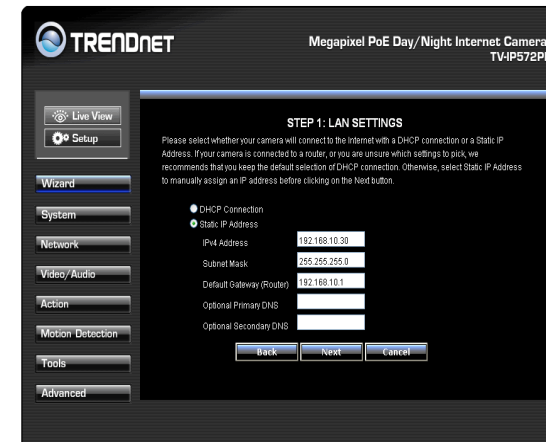 TRENDNET
Megapixel PoE Day/Night Internet Camera
TV-IP572P
Live View
Setup
Wizard
System
Network
Video/Audio
Action
Motion Detection
Tools
Advanced
STEP 1: LAN SETTINGS
Please select whether your camera will connect to the Internet with a DHCP connection or a Static IP
Address. If your camera is connected to a router, or you are unsure which settings to pick, we
recommends that you keep the default selection of DHCP connection. Otherwise, select Static IP Address
to manually assign an IP address before clicking on the Next button.
DHCP Connection
Static IP Address
IPv4 Address 192.168.10.30
Subnet Mask 255.255.255.0
Default Gateway (Router) 192.168.10.1
Optional Primary DNS
Optional Secondary DNS
Back Next Cancel